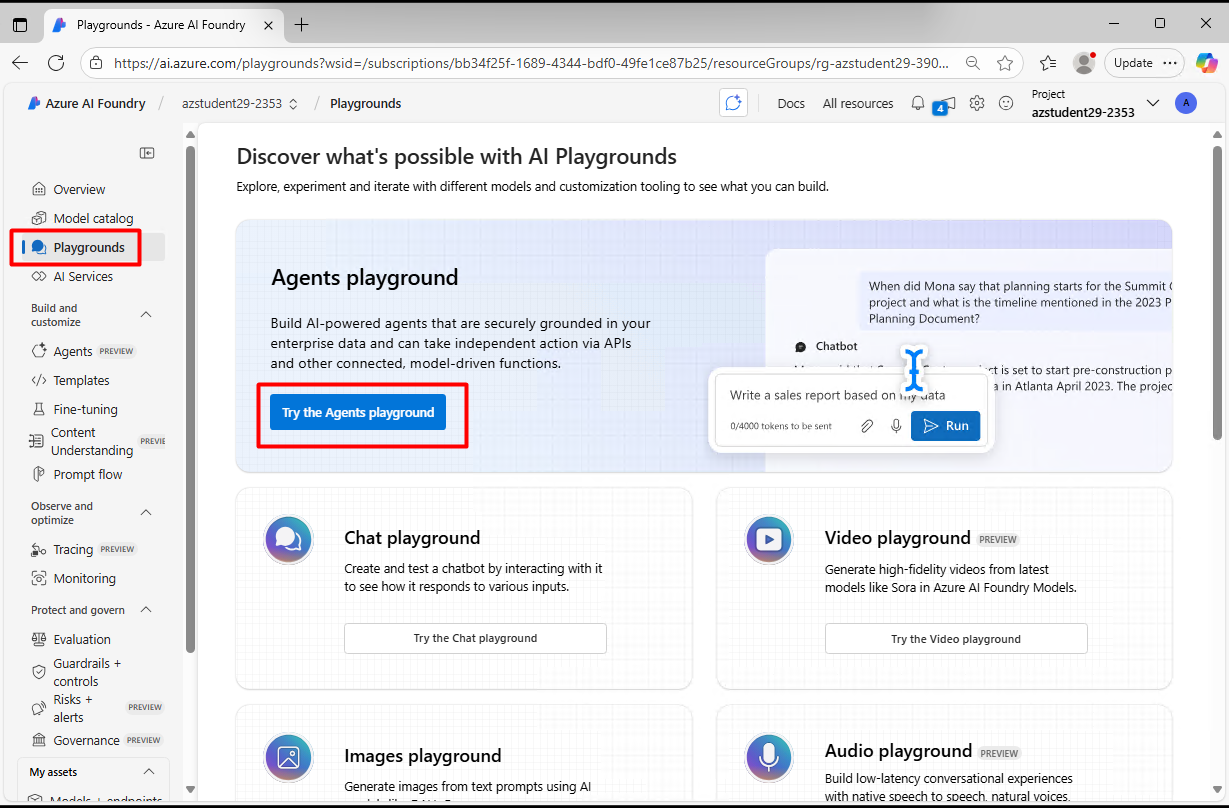 Playgrounds - Azure AI Foundry
https://ai.azure.com/playgrounds?wsid=/subscriptions/bb34f25f-1689-4344-bdf0-49fe1ce87b25/resourceGroups/rg-azstudent29-390...
Update
Azure AI Foundry / azstudent29-2353 / Playgrounds
Docs
All resources
4
Project
azstudent29-2353
A
Overview
Model catalog
Playgrounds
AI Services
Build and
customize
Agents PREVIEW
Templates
Fine-tuning
Content
Understanding PREVIE
Prompt flow
Observe and
optimize
Tracing PREVIEW
Monitoring
Protect and govern
Evaluation
Guardrails +
controls
Risks +
alerts PREVIEW
Governance PREVIEW
My assets
Models + endpoints
Discover what's possible with AI Playgrounds
Explore, experiment and iterate with different models and customization tooling to see what you can build.
Agents playground
Build AI-powered agents that are securely grounded in your
enterprise data and can take independent action via APIs
and other connected, model-driven functions.
Try the Agents playground
When did Mona say that planning starts for the Summit
project and what is the timeline mentioned in the 2023 P
Planning Document?
Chatbot
is set to start pre-construction p
in Atlanta April 2023. The projec
Write a sales report based on my data
0/4000 tokens to be sent
Run
Chat playground
Create and test a chatbot by interacting with it
to see how it responds to various inputs.
Try the Chat playground
Video playground PREVIEW
Generate high-fidelity videos from latest
models like Sora in Azure AI Foundry Models.
Try the Video playground
Images playground
Generate images from text prompts using AI
Audio playground PREVIEW
Build low-latency conversational experiences
with native speech to speech, natural voices,